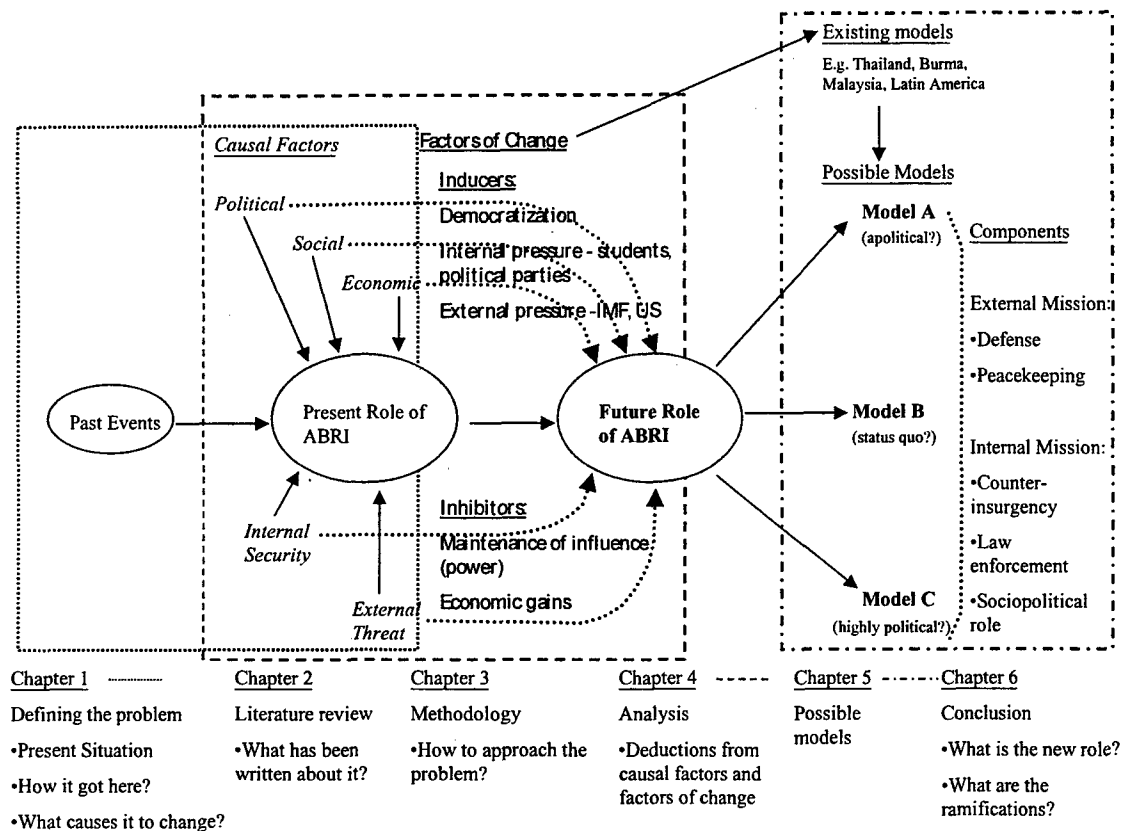 Existing models
E.g. Thailand, Burma,
Malaysia, Latin America
Causal Factors
Factors of Change
Inducers:
Possible Models
Political
Democratization
Model A
(apolitical?)
Components
Social
Internal pressure - students,
political parties
Economic
External pressure -IMF, US
External Mission:
•Defense
•Peacekeeping
Past Events
Present Role of
ABRI
Future Role
of ABRI
Model B
(status quo?)
Internal Mission:
•Counter-
insurgency
•Law
enforcement
•Sociopolitical
role
Inhibitors:
Internal
Security
Maintenance of influence
(power)
Economic gains
External
Threat
Model C
(highly political?)
Chapter 1
Defining the problem
•Present Situation
•How it got here?
•What causes it to change?
Chapter 2
Literature review
•What has been
written about it?
Chapter 3
Methodology
•How to approach the
problem?
Chapter 4
Analysis
•Deductions from
causal factors and
factors of change
Chapter 5
Possible
models
Chapter 6
Conclusion
•What is the new role?
•What are the
ramifications?